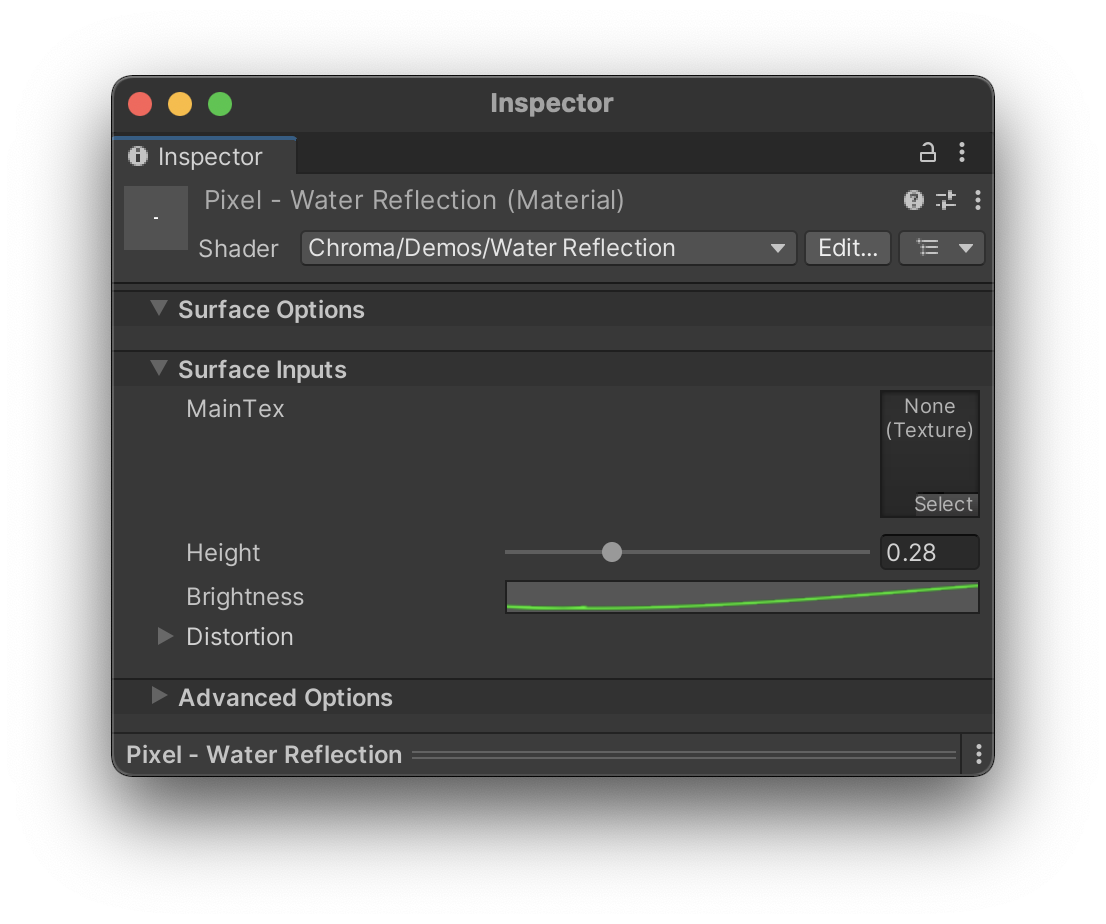 Inspector
Inspector
Pixel - Water Reflection (Material)
Shader Chroma/Demos/Water Reflection Edit...
Surface Options
Surface Inputs
MainTex
None
(Texture)
Select
Height 0.28
Brightness
Distortion
Advanced Options
Pixel - Water Reflection